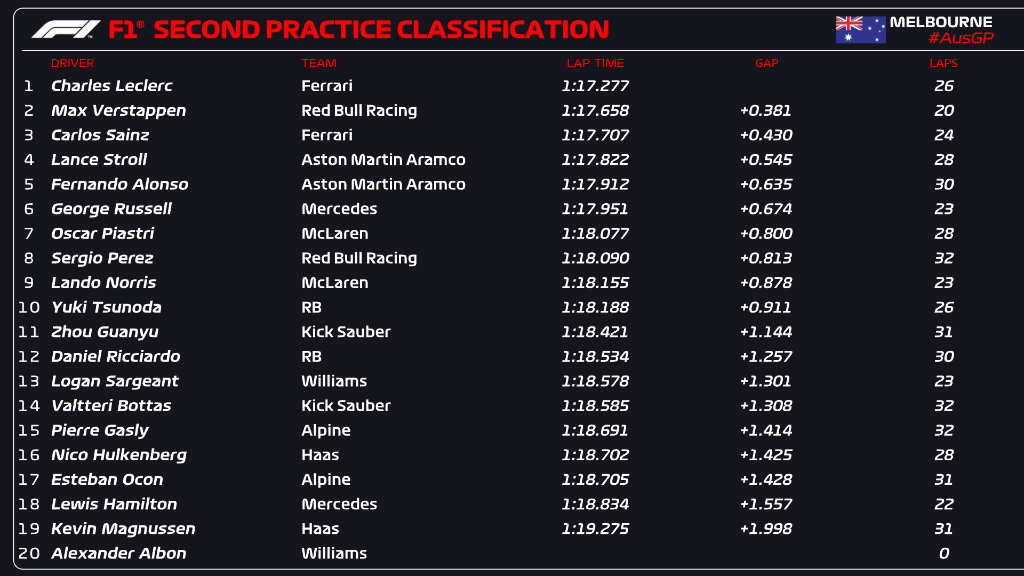 F1® SECOND PRACTICE CLASSIFICATION
MELBOURNE
#AusGP
DRIVER TEAM LAP TIME GAP LAPS
1 Charles Leclerc Ferrari 1:17.277 26
2 Max Verstappen Red Bull Racing 1:17.658 +0.381 20
3 Carlos Sainz Ferrari 1:17.707 +0.430 24
4 Lance Stroll Aston Martin Aramco 1:17.822 +0.545 28
5 Fernando Alonso Aston Martin Aramco 1:17.912 +0.635 30
6 George Russell Mercedes 1:17.951 +0.674 23
7 Oscar Piastri McLaren 1:18.077 +0.800 28
8 Sergio Perez Red Bull Racing 1:18.090 +0.813 32
9 Lando Norris McLaren 1:18.155 +0.878 23
10 Yuki Tsunoda RB 1:18.188 +0.911 26
11 Zhou Guanyu Kick Sauber 1:18.421 +1.144 31
12 Daniel Ricciardo RB 1:18.534 +1.257 30
13 Logan Sargeant Williams 1:18.578 +1.301 23
14 Valtteri Bottas Kick Sauber 1:18.585 +1.308 32
15 Pierre Gasly Alpine 1:18.691 +1.414 32
16 Nico Hulkenberg Haas 1:18.702 +1.425 28
17 Esteban Ocon Alpine 1:18.705 +1.428 31
18 Lewis Hamilton Mercedes 1:18.834 +1.557 22
19 Kevin Magnussen Haas 1:19.275 +1.998 31
20 Alexander Albon Williams 0